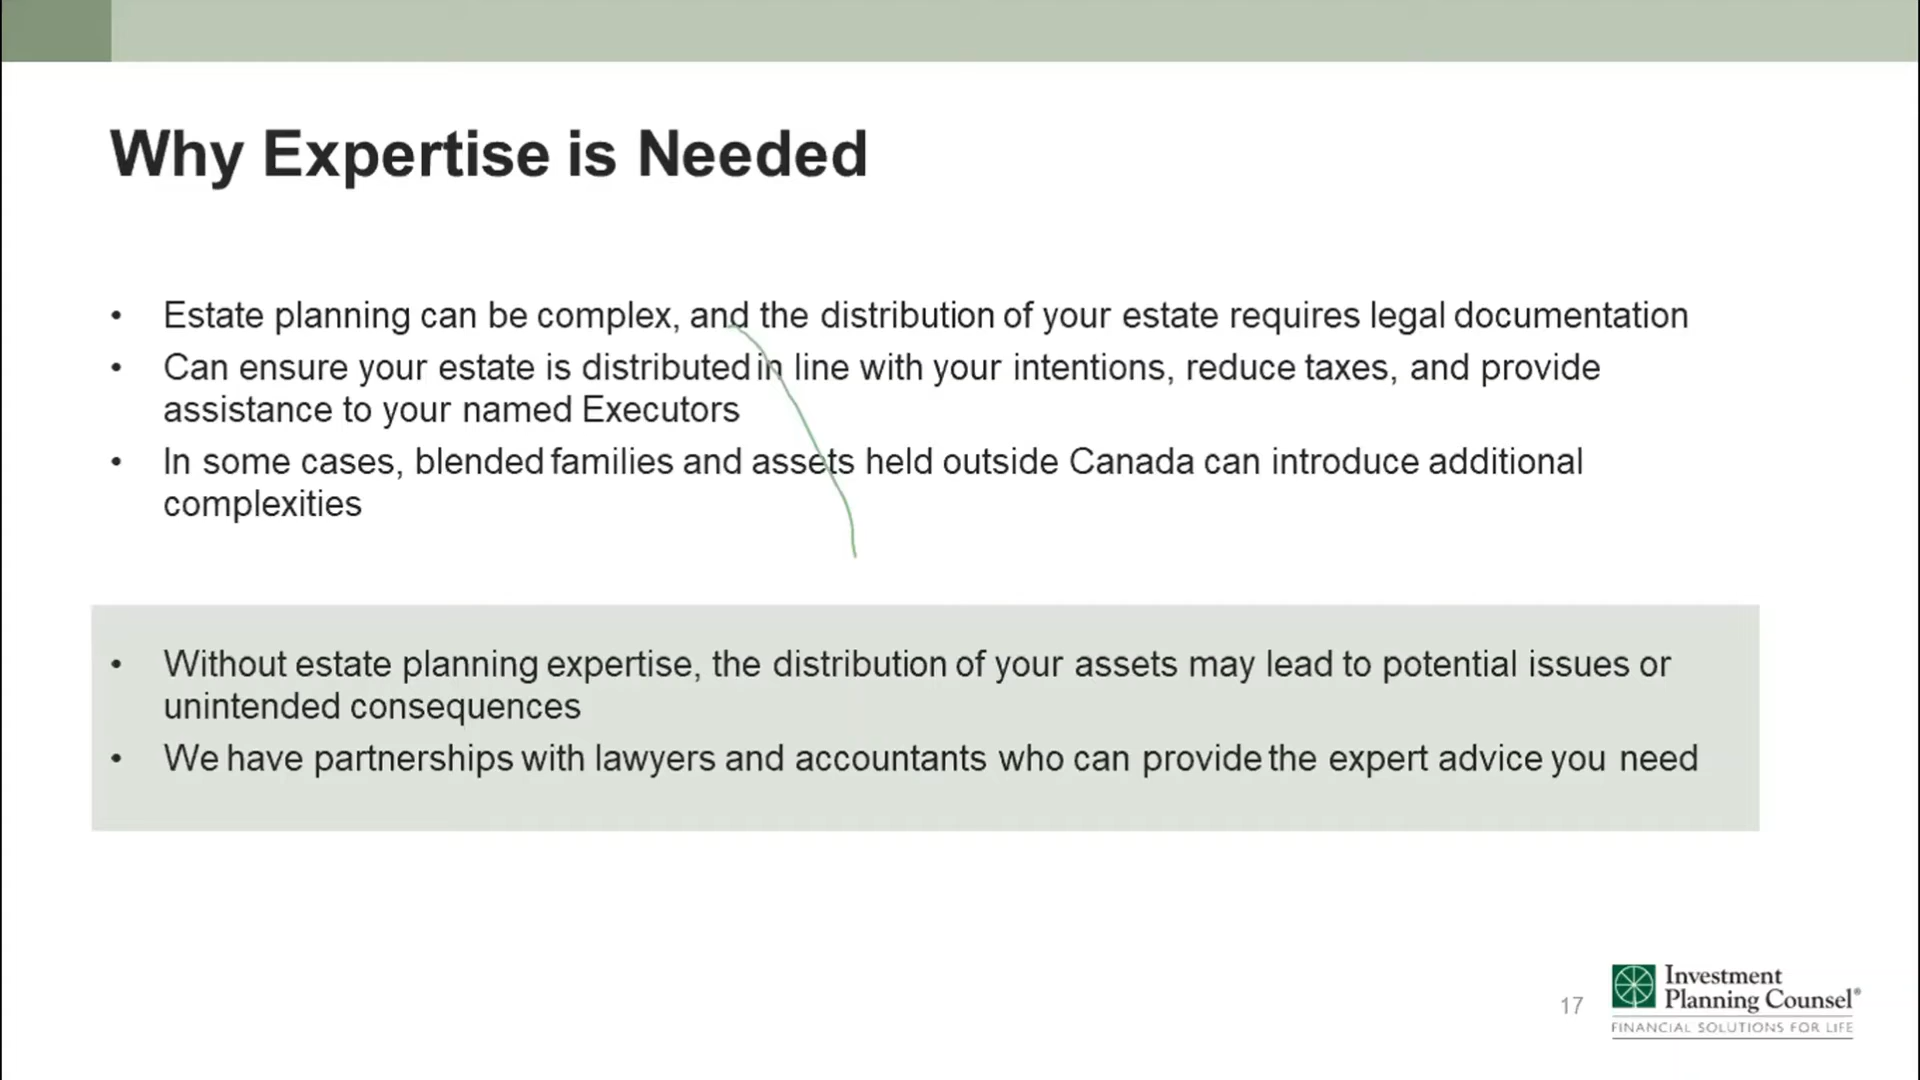 Why Expertise is Needed
• Estate planning can be complex, and the distribution of your estate requires legal documentation
• Can ensure your estate is distributed in line with your intentions, reduce taxes, and provide
assistance to your named Executors
• In some cases, blended families and assets held outside Canada can introduce additional
complexities
• Without estate planning expertise, the distribution of your assets may lead to potential issues or
unintended consequences
• We have partnerships with lawyers and accountants who can provide the expert advice you need
17
Investment
Planning Counsel®
FINANCIAL SOLUTIONS FOR LIFE